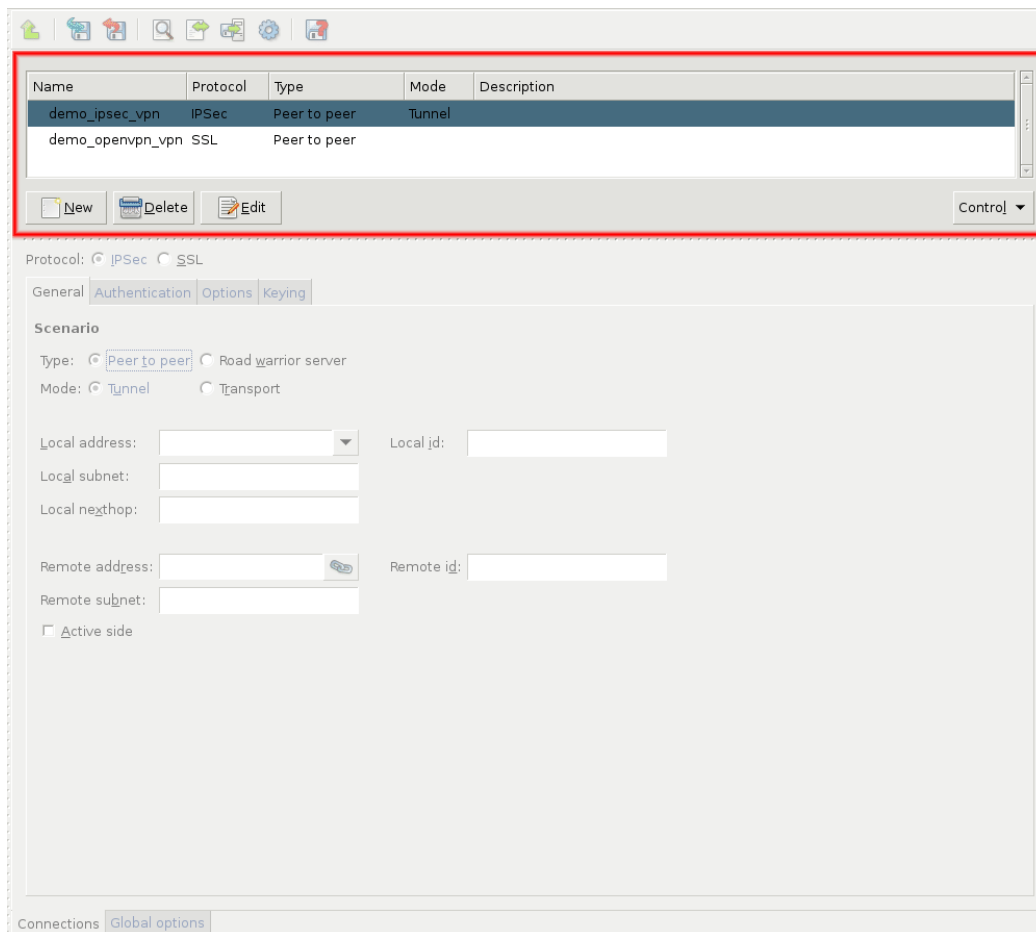 Name Protocol Type Mode Description
demo_ipsec_vpn IPSec Peer to peer Tunnel
demo_openvpn_vpn SSL Peer to peer
New Delete Edit Control
Protocol: IPSec SSL
General Authentication Options Keying
Scenario
Type: Peer to peer Road warrior server
Mode: Tunnel Transport
Local address: Local id:
Local subnet:
Local nexthop:
Remote address: Remote id:
Remote subnet:
Active side
Connections Global options